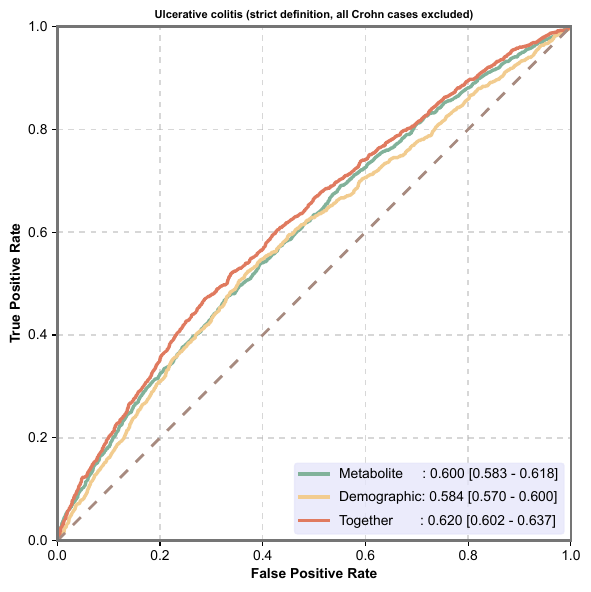 Ulcerative colitis (strict definition, all Crohn cases excluded)
1.0
0.8
0.6
0.4
0.2
0.0
True Positive Rate
Metabolite : 0.600 [0.583 - 0.618]
Demographic: 0.584 [0.570 - 0.600]
Together : 0.620 [0.602 - 0.637]
0.0 0.2 0.4 0.6 0.8 1.0
False Positive Rate